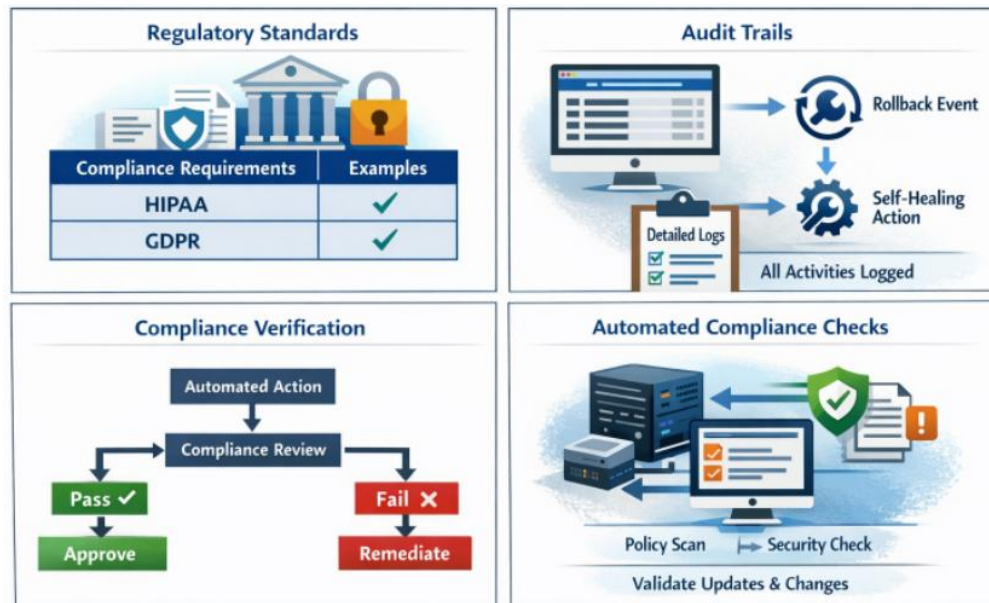 Regulatory Standards
Compliance Requirements Examples
HIPAA
GDPR
Audit Trails
Rollback Event
Self-Healing
Action
Detailed Logs
All Activities Logged
Compliance Verification
Automated Action
Compliance Review
Pass
Fail
Approve
Remediate
Automated Compliance Checks
Policy Scan
Security Check
Validate Updates & Changes